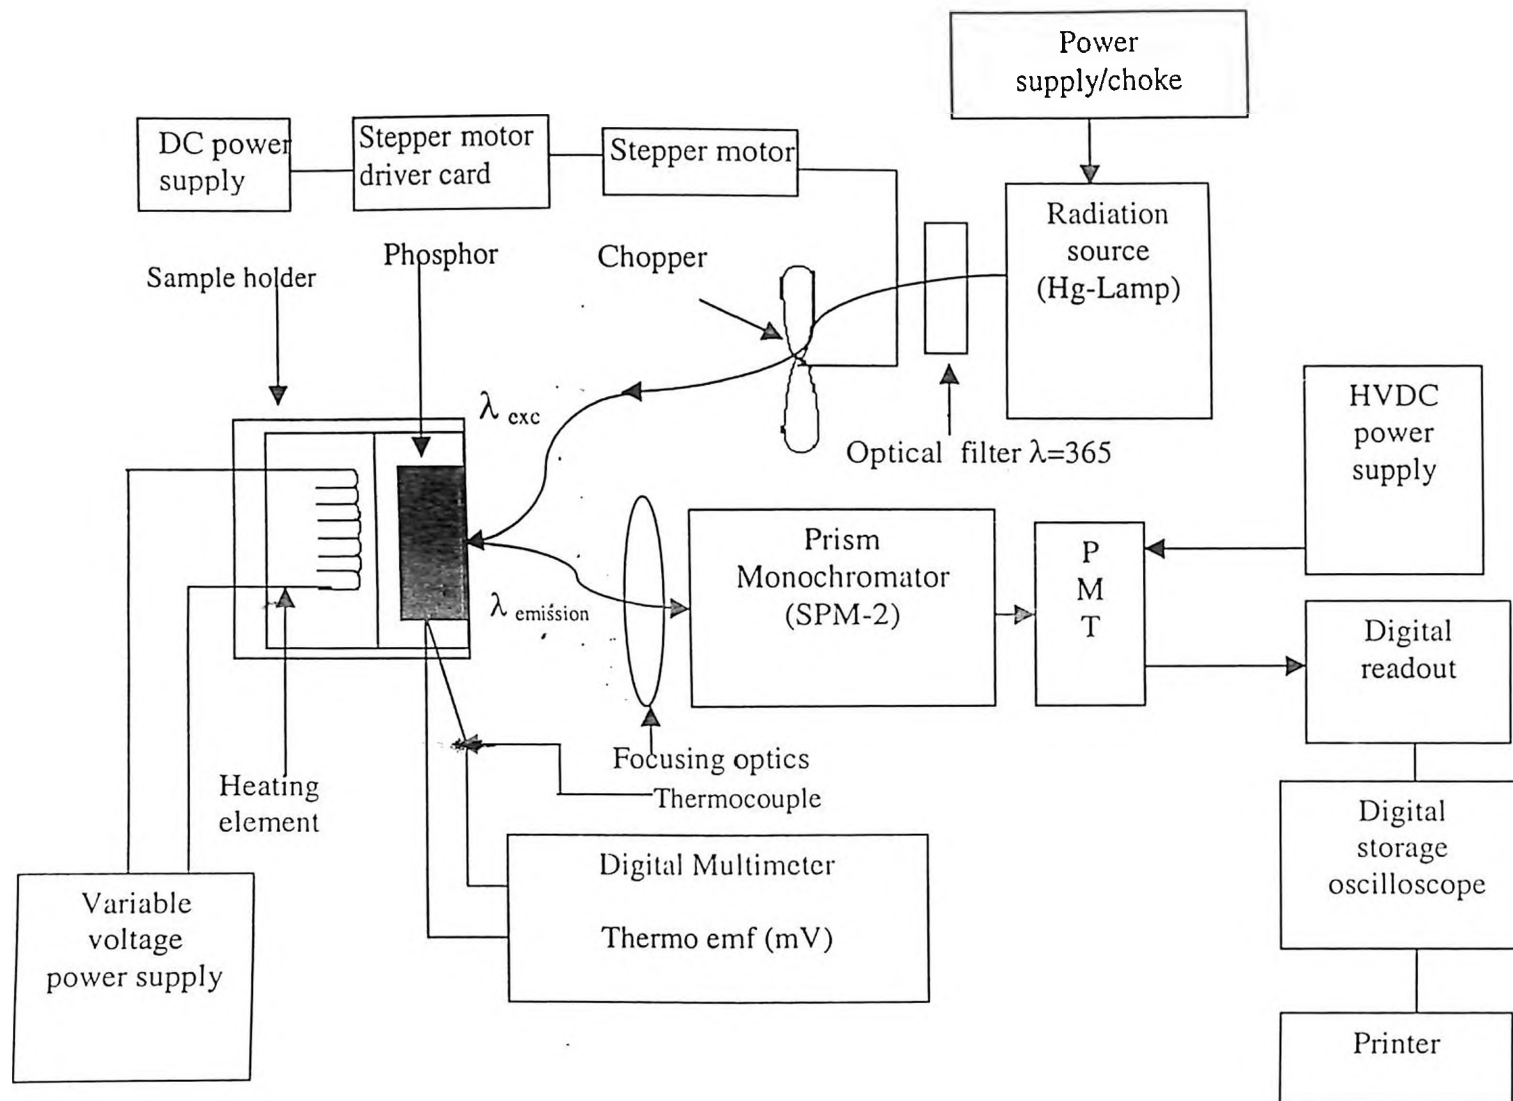 Power
supply/choke
DC power
supply
Stepper motor
driver card
Stepper motor
Radiation
source
(Hg-Lamp)
Sample holder
Phosphor
Chopper
λ exc
Optical filter λ=365
HVDC
power
supply
Prism
Monochromator
(SPM-2)
P
M
T
λ emission
Digital
readout
Heating
element
Focusing optics
Thermocouple
Digital Multimeter
Thermo emf (mV)
Digital
storage
oscilloscope
Variable
voltage
power supply
Printer